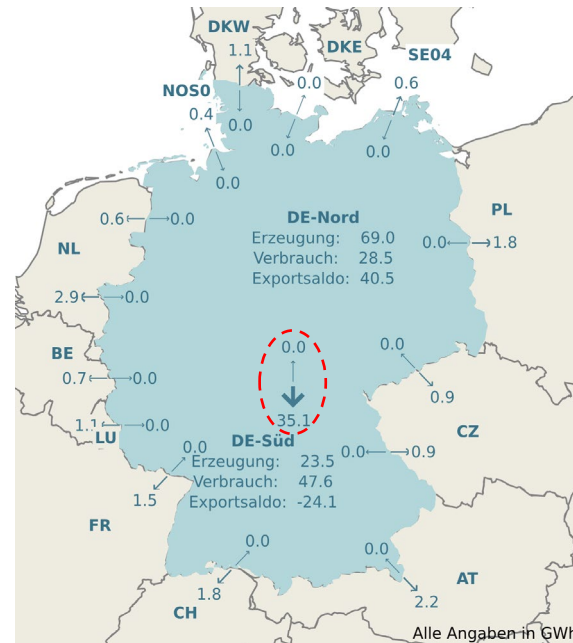 DKW
1.1
DKE
SE04
NOS0
0.0
0.6
0.4
0.0
0.0
0.0
0.0
0.6 0.0
DE-Nord
PL
Erzeugung: 69.0
0.0 1.8
NL
Verbrauch: 28.5
Exportsaldo: 40.5
2.9 0.0
BE
0.0
0.0
0.7 0.0
0.9
35.1
1.1 0.0
LU
DE-Süd
CZ
0.0
0.0 0.9
Erzeugung: 23.5
Verbrauch: 47.6
1.5
Exportsaldo: -24.1
FR
0.0
0.0
AT
1.8
2.2
CH
Alle Angaben in GWh